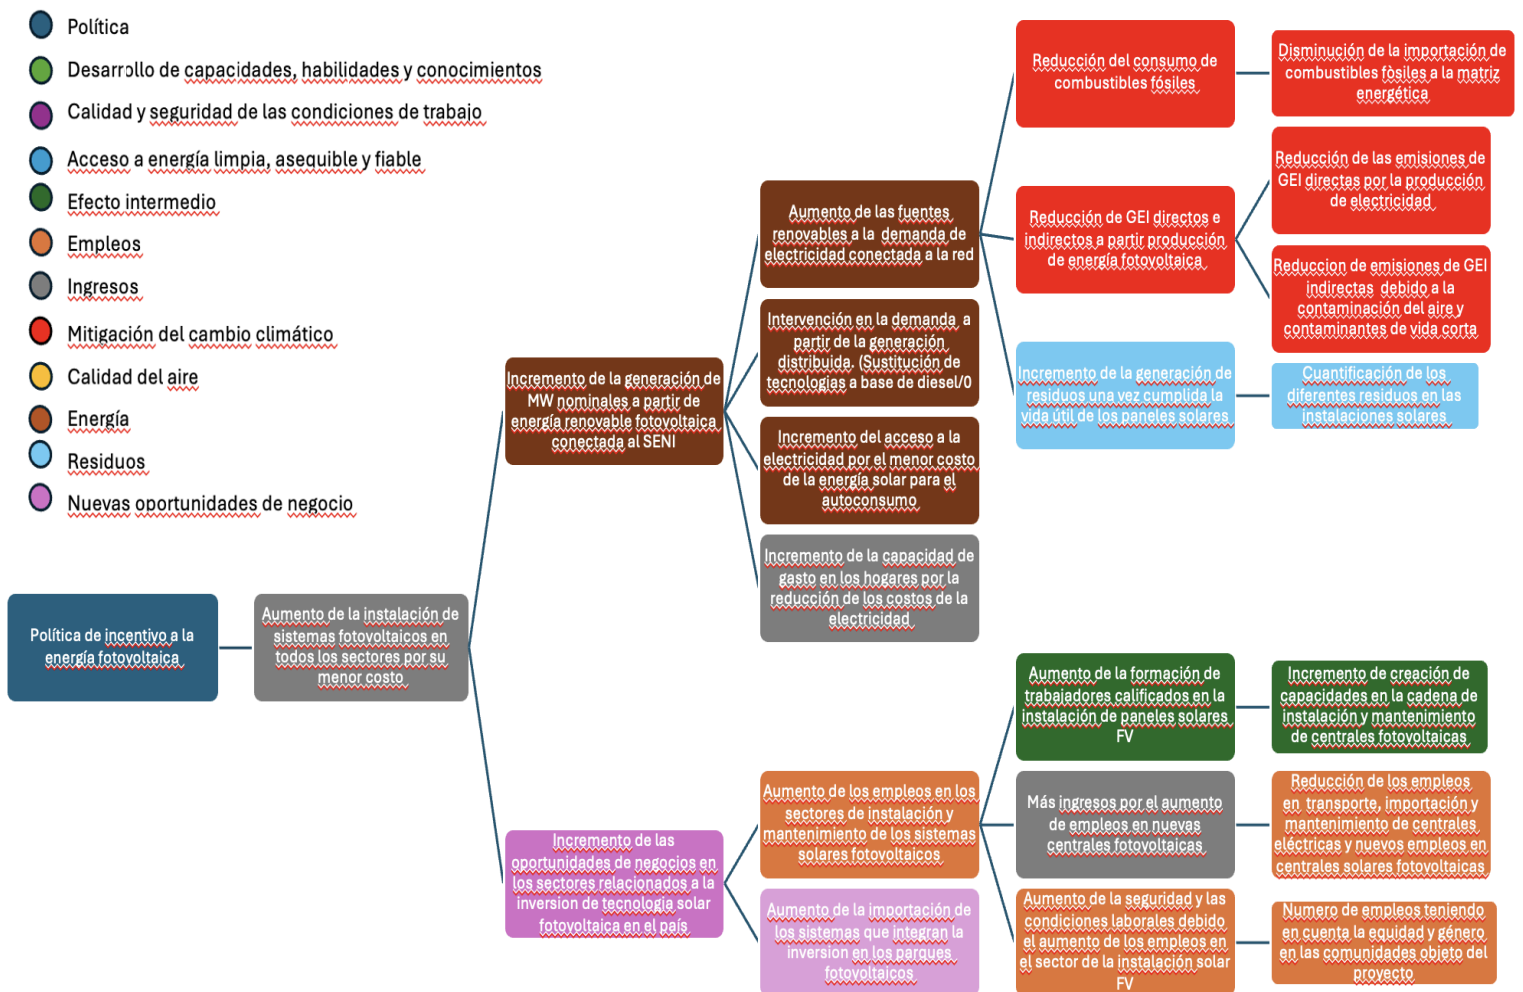 Política
Desarrollo de capacidades, habilidades y conocimientos
Calidad y seguridad de las condiciones de trabajo
Acceso a energía limpia, asequible y fiable
Efecto intermedio
Empleos
Ingresos
Mitigación del cambio climático
Calidad del aire
Energía
Residuos
Nuevas oportunidades de negocio
Política de incentivo a la
energía fotovoltaica
Aumento de la instalación de
sistemas fotovoltaicos en
todos los sectores por su
menor costo
Incremento de la generación de
MW nominales a partir de
energía renovable fotovoltaica
conectada al SENI
Aumento de las fuentes
renovables a la demanda de
electricidad conectada a la red
Intervención en la demanda a
partir de la generación
distribuida. (Sustitución de
tecnologías a base de diesel/0
Incremento del acceso a la
electricidad por el menor costo
de la energía solar para el
autoconsumo
Incremento de la capacidad de
gasto en los hogares por la
reducción de los costos de la
electricidad
Reducción del consumo de
combustibles fósiles
Disminución de la importación de
combustibles fòsiles a la matriz
energética
Reducción de GEI directos e
indirectos a partir producción
de energía fotovoltaica
Reducción de las emisiones de
GEI directas por la producción
de electricidad
Reduccion de emisiones de GEI
indirectas debido a la
contaminación del aire y
contaminantes de vida corta
Incremento de la generación de
residuos una vez cumplida la
vida útil de los paneles solares
Cuantificación de los
diferentes residuos en las
instalaciones solares
Incremento de las
oportunidades de negocios en
los sectores relacionados a la
inversion de tecnologia solar
fotovoltaica en el país
Aumento de los empleos en los
sectores de instalación y
mantenimiento de los sistemas
solares fotovoltaicos
Aumento de la importación de
los sistemas que integran la
inversion en los parques
fotovoltaicos
Aumento de la formación de
trabajadores calificados en la
instalación de paneles solares
FV
Incremento de creación de
capacidades en la cadena de
instalación y mantenimiento
de centrales fotovoltaicas
Más ingresos por el aumento
de empleos en nuevas
centrales fotovoltaicas
Reducción de los empleos
en transporte, importación y
mantenimiento de centrales
eléctricas y nuevos empleos en
centrales solares fotovoltaicas
Aumento de la seguridad y las
condiciones laborales debido
el aumento de los empleos en
el sector de la instalación solar
FV
Numero de empleos teniendo
en cuenta la equidad y género
en las comunidades objeto del
proyecto